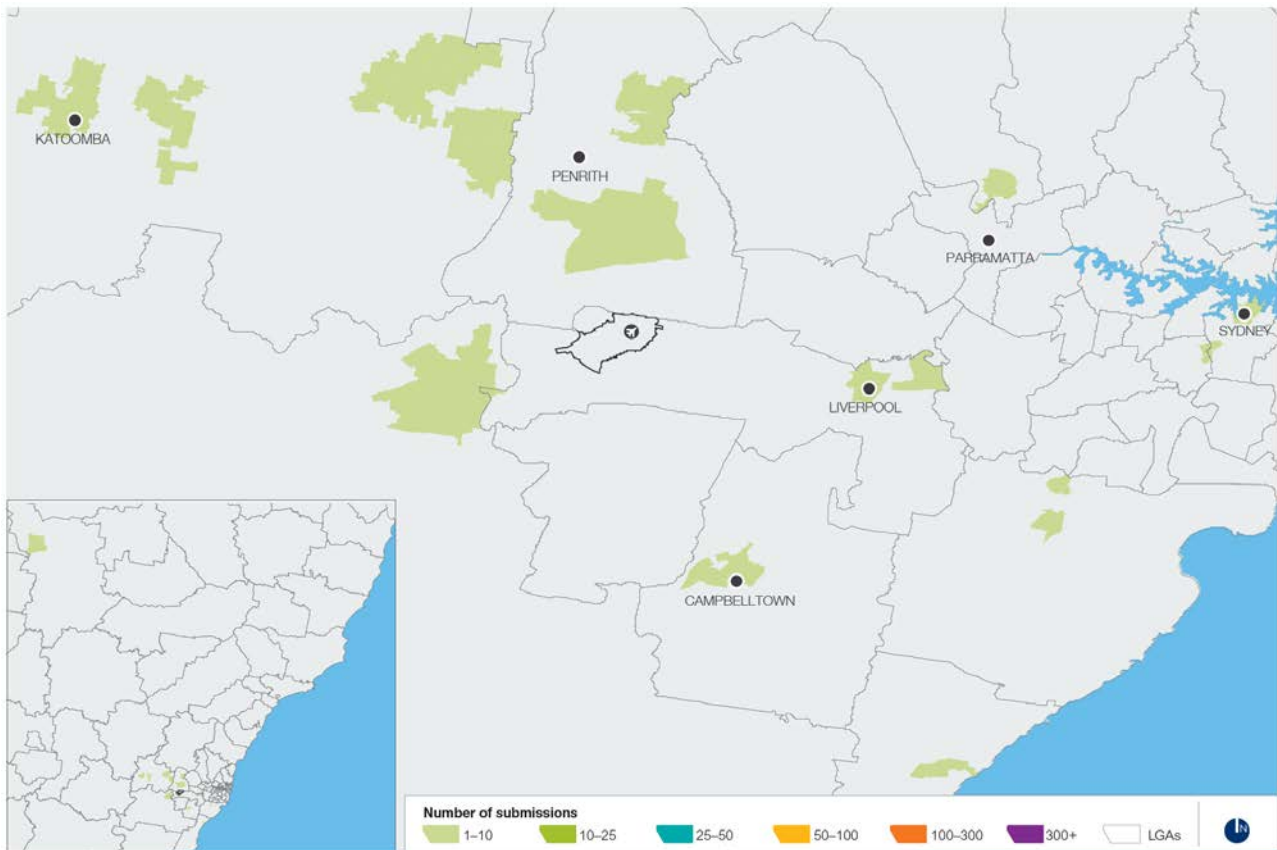 KATOOMBA
PENRITH
PARRAMATTA
SYDNEY
LIVERPOOL
CAMPBELLTOWN
Number of submissions
1–10
10–25
25–50
50–100
100–300
300+
LGAs
N